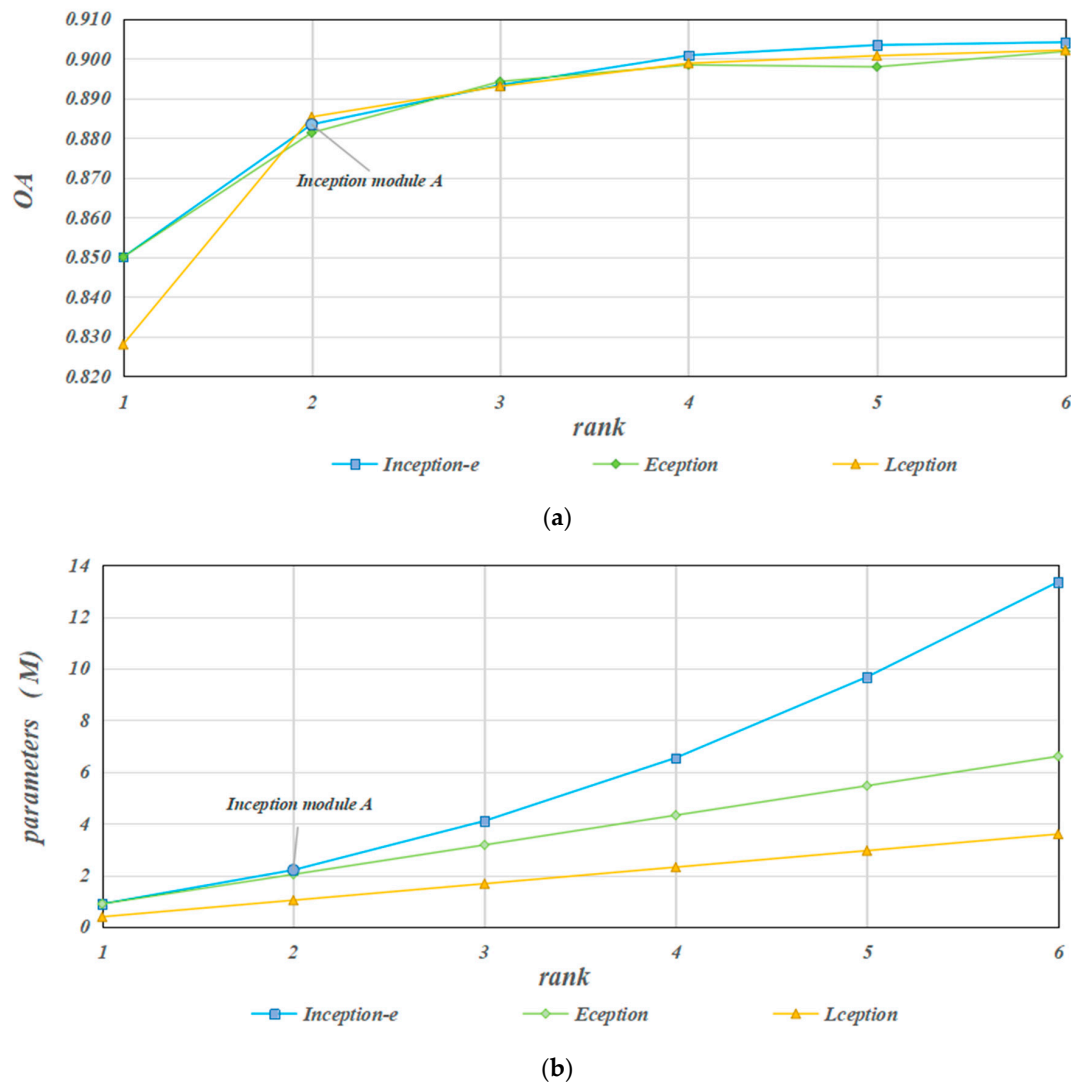 0.910
0.900
0.890
0.880
0.870
0.860
0.850
0.840
0.830
0.820
OA
Inception module A
1 2 3 4 5 6
rank
Inception-e Eception Lception
(a)
14
12
10
8
6
4
2
0
parameters ( M)
Inception module A
1 2 3 4 5 6
rank
Inception-e Eception Lception
(b)